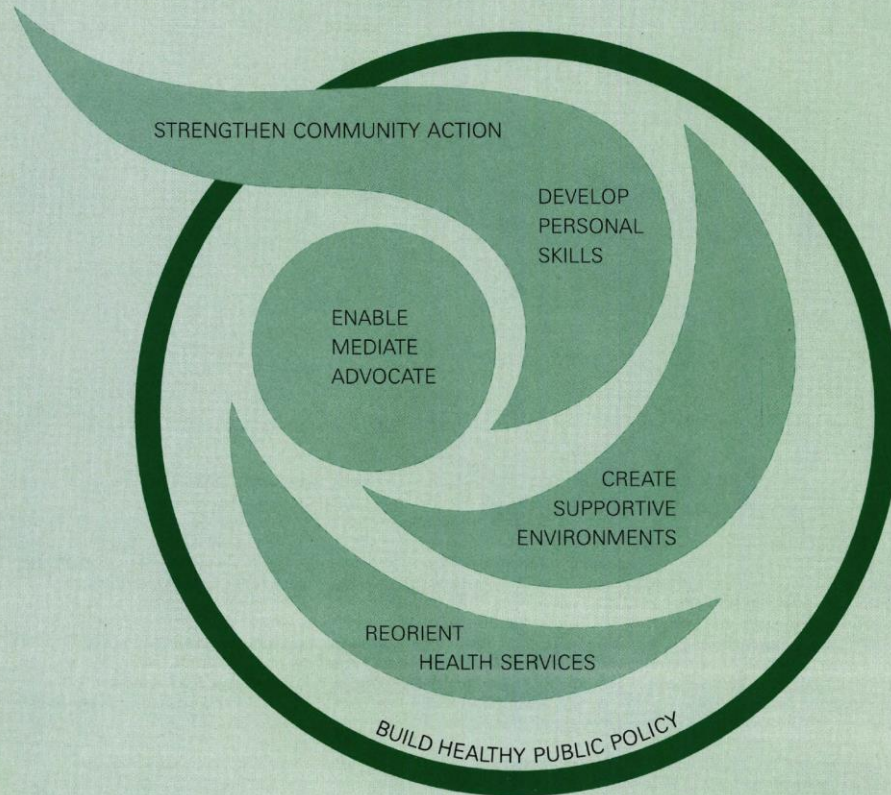 STRENGTHEN COMMUNITY ACTION
DEVELOP
PERSONAL
SKILLS
ENABLE
MEDIATE
ADVOCATE
CREATE
SUPPORTIVE
ENVIRONMENTS
REORIENT
HEALTH SERVICES
BUILD HEALTHY PUBLIC POLICY